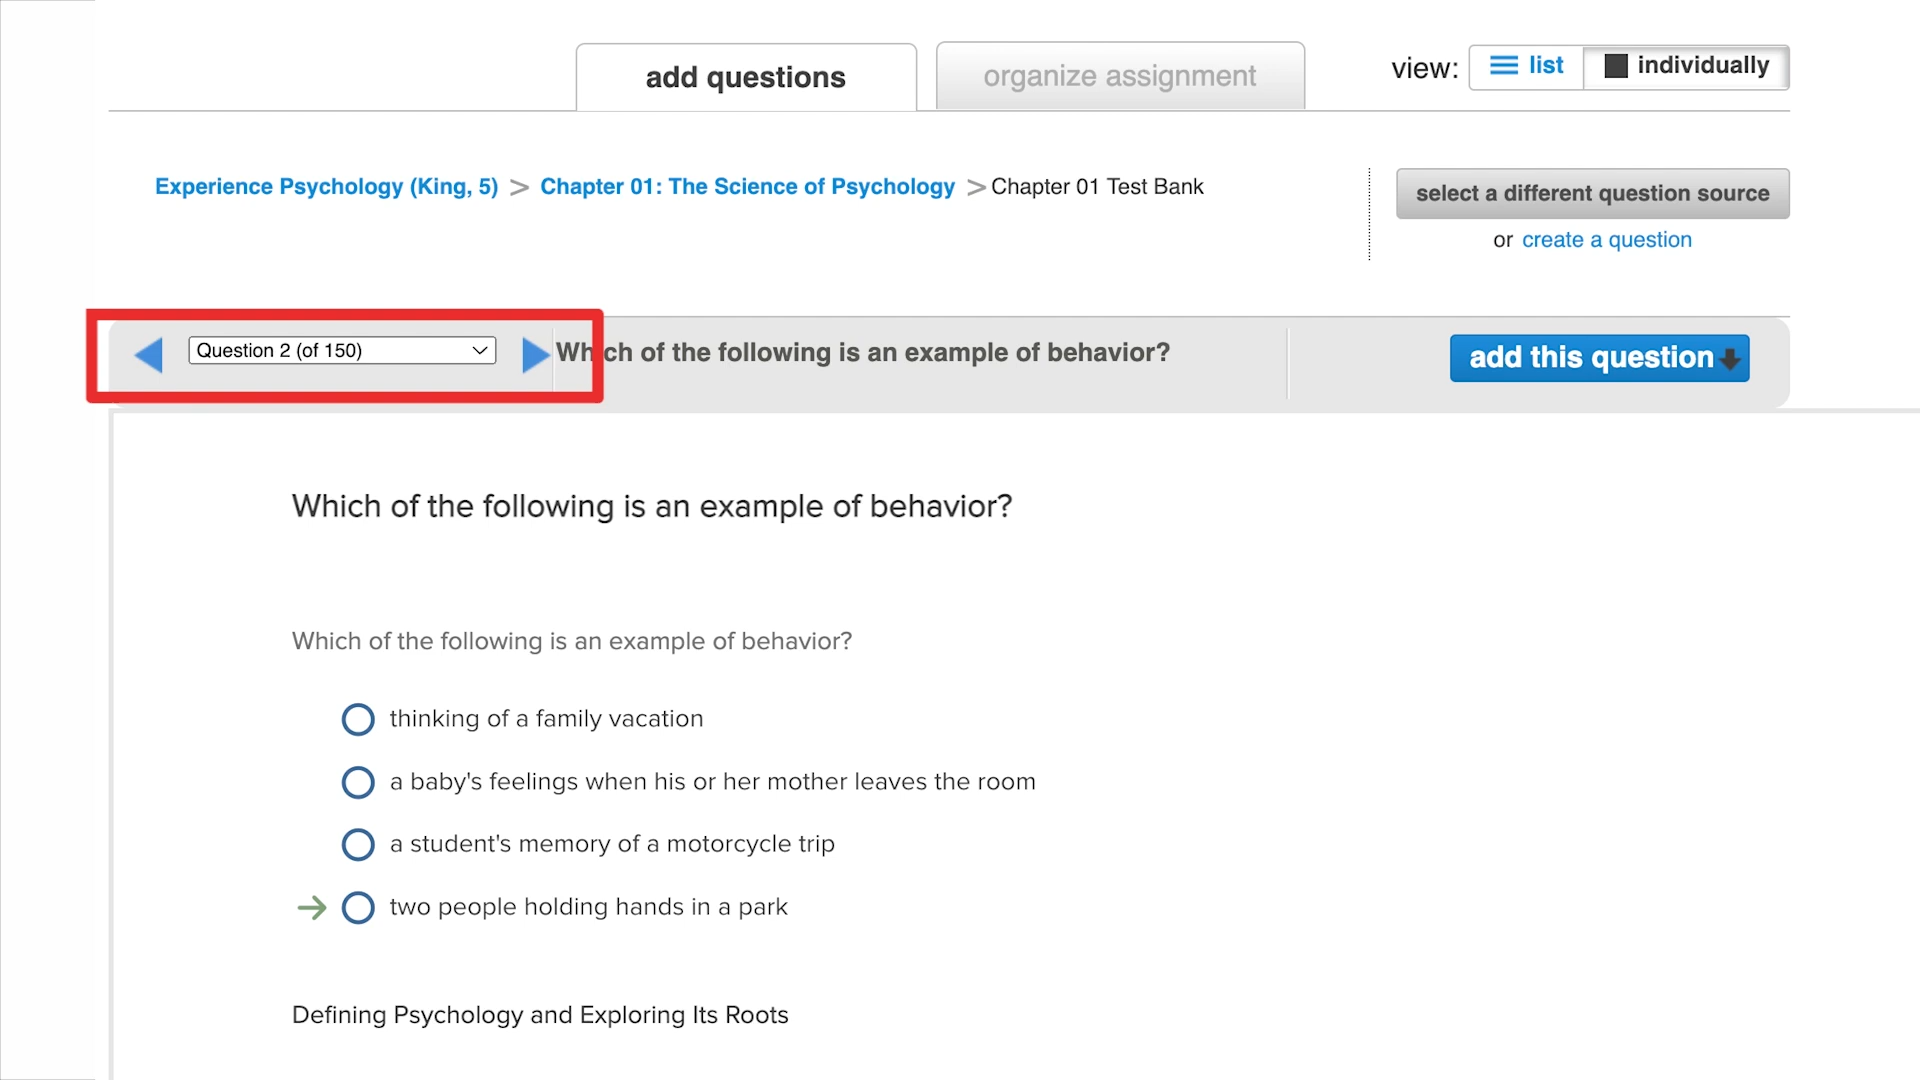 add questions
organize assignment
view:
list
individually
Experience Psychology (King, 5) > Chapter 01: The Science of Psychology > Chapter 01 Test Bank
select a different question source
or create a question
Question 2 (of 150)
Which of the following is an example of behavior?
add this question
Which of the following is an example of behavior?
Which of the following is an example of behavior?
thinking of a family vacation
a baby's feelings when his or her mother leaves the room
a student's memory of a motorcycle trip
two people holding hands in a park
Defining Psychology and Exploring Its Roots